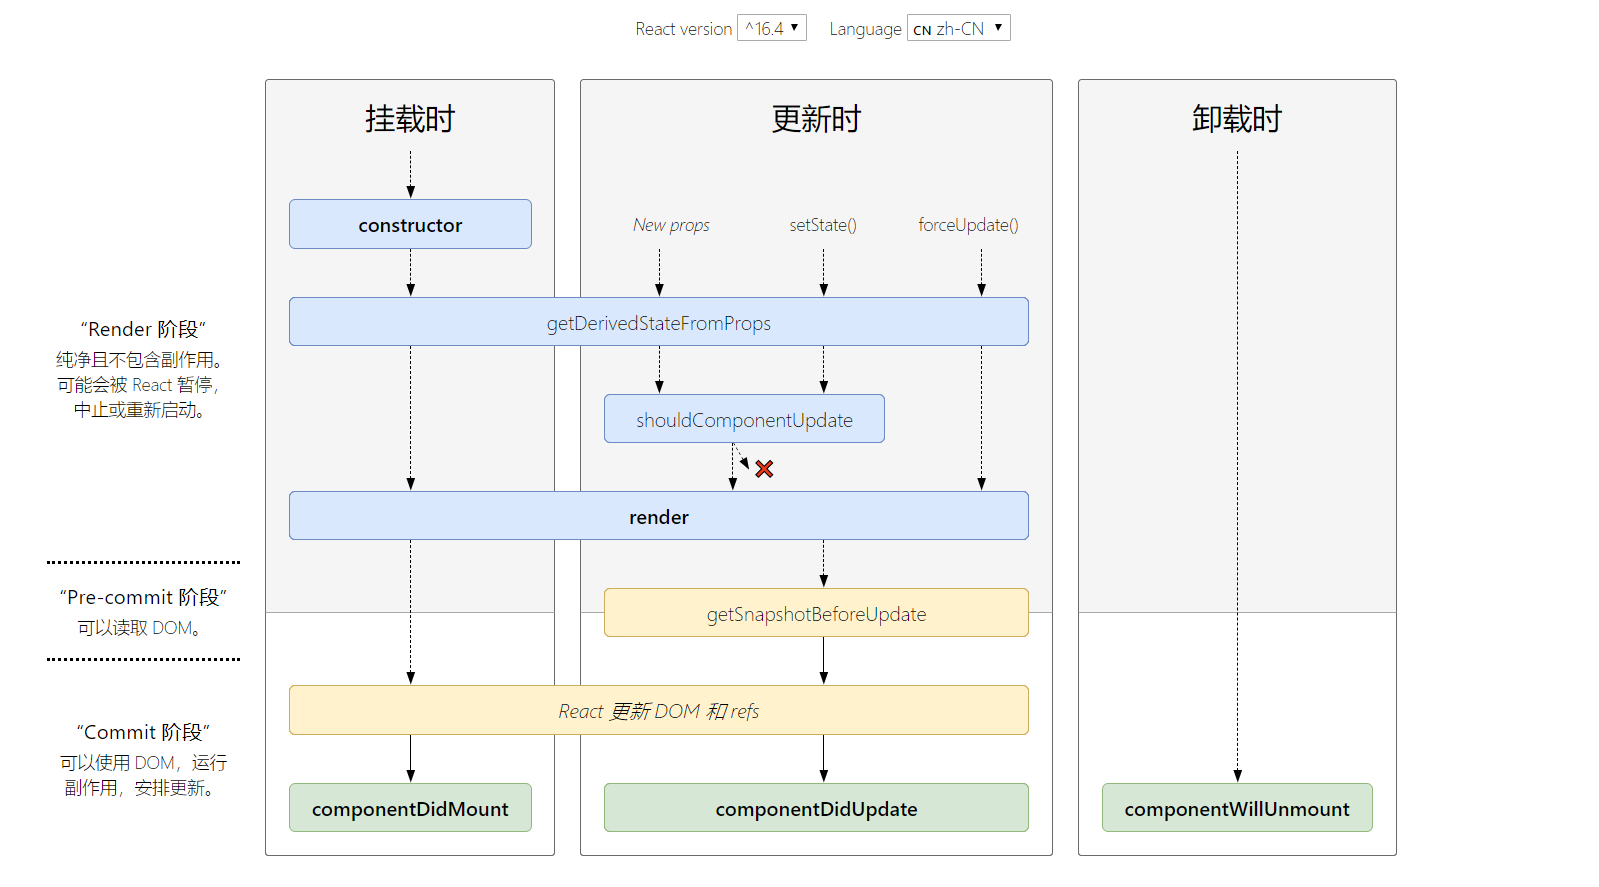 React version ^16.4 Language CN zh-CN
挂载时
更新时
卸载时
constructor
New props
setState()
forceUpdate()
“Render 阶段”
纯净且不包含副作用。
可能会被 React 暂停，
中止或重新启动。
getDerivedStateFromProps
shouldComponentUpdate
render
“Pre-commit 阶段”
可以读取 DOM。
getSnapshotBeforeUpdate
React 更新 DOM 和 refs
“Commit 阶段”
可以使用 DOM，运行
副作用，安排更新。
componentDidMount
componentDidUpdate
componentWillUnmount